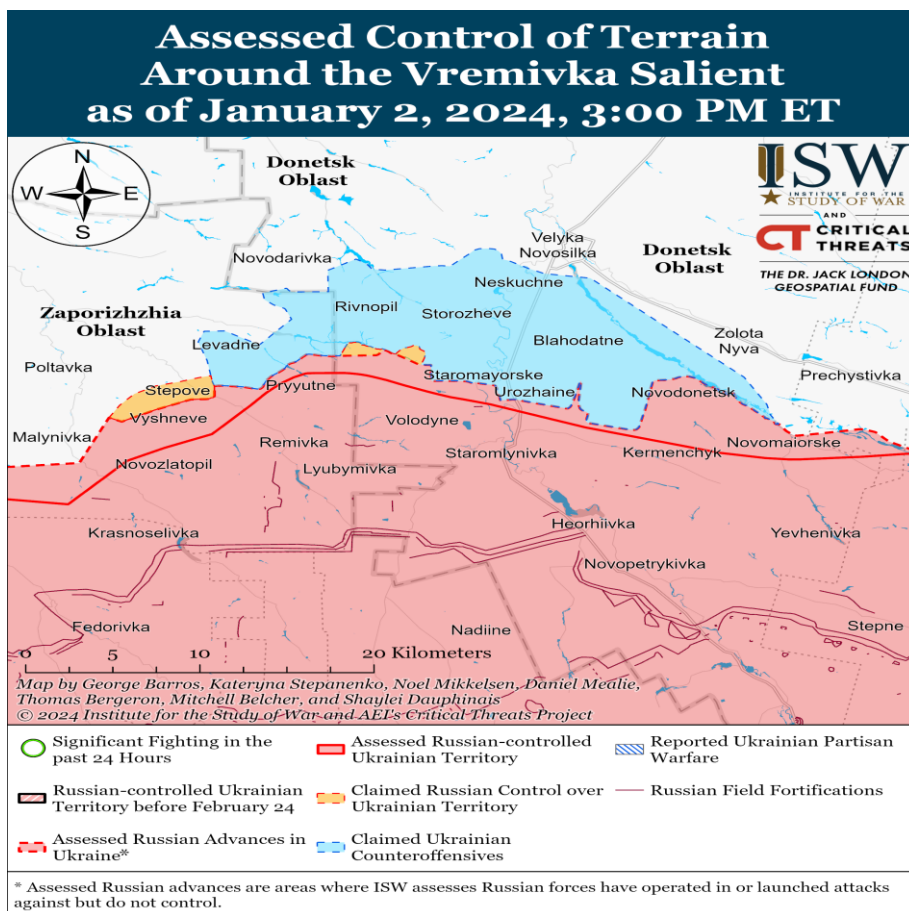 Assessed Control of Terrain
Around the Vremivka Salient
as of January 2, 2024, 3:00 PM ET
N
W E
S
Donetsk
Oblast
ISW
INSTITUTE FOR THE
STUDY OF WAR
AND
CT CRITICAL
THREATS
THE DR. JACK LONDON
GEOSPATIAL FUND
Velyka
Novosilka
Donetsk
Oblast
Novodarivka
Neskuchne
Zaporizhzhia
Oblast
Rivnopil
Storozheve
Blahodatne
Zolota
Nyva
Levadne
Poltavka
Prechystivka
Stepove
Pryyutne
Staromayorske
Urozhaine
Novodonetsk
Vyshneve
Volodyne
Malynivka
Remivka
Novomaiorske
Staromlynivka
Kermenchyk
Novozlatopil
Lyubymivka
Krasnoselivka
Heorhiivka
Yevhenivka
Novopetrykivka
Fedorivka
Nadiine
Stepne
0 5 10 20 Kilometers
Map by George Barros, Kateryna Stepanenko, Noel Mikkelsen, Daniel Mealie,
Thomas Bergeron, Mitchell Belcher, and Shaylei Dauphinais
© 2024 Institute for the Study of War and AEI's Critical Threats Project
Significant Fighting in the
past 24 Hours
Assessed Russian-controlled
Ukrainian Territory
Reported Ukrainian Partisan
Warfare
Russian-controlled Ukrainian
Territory before February 24
Claimed Russian Control over
Ukrainian Territory
Russian Field Fortifications
Assessed Russian Advances in
Ukraine*
Claimed Ukrainian
Counteroffensives
* Assessed Russian advances are areas where ISW assesses Russian forces have operated in or launched attacks
against but do not control.